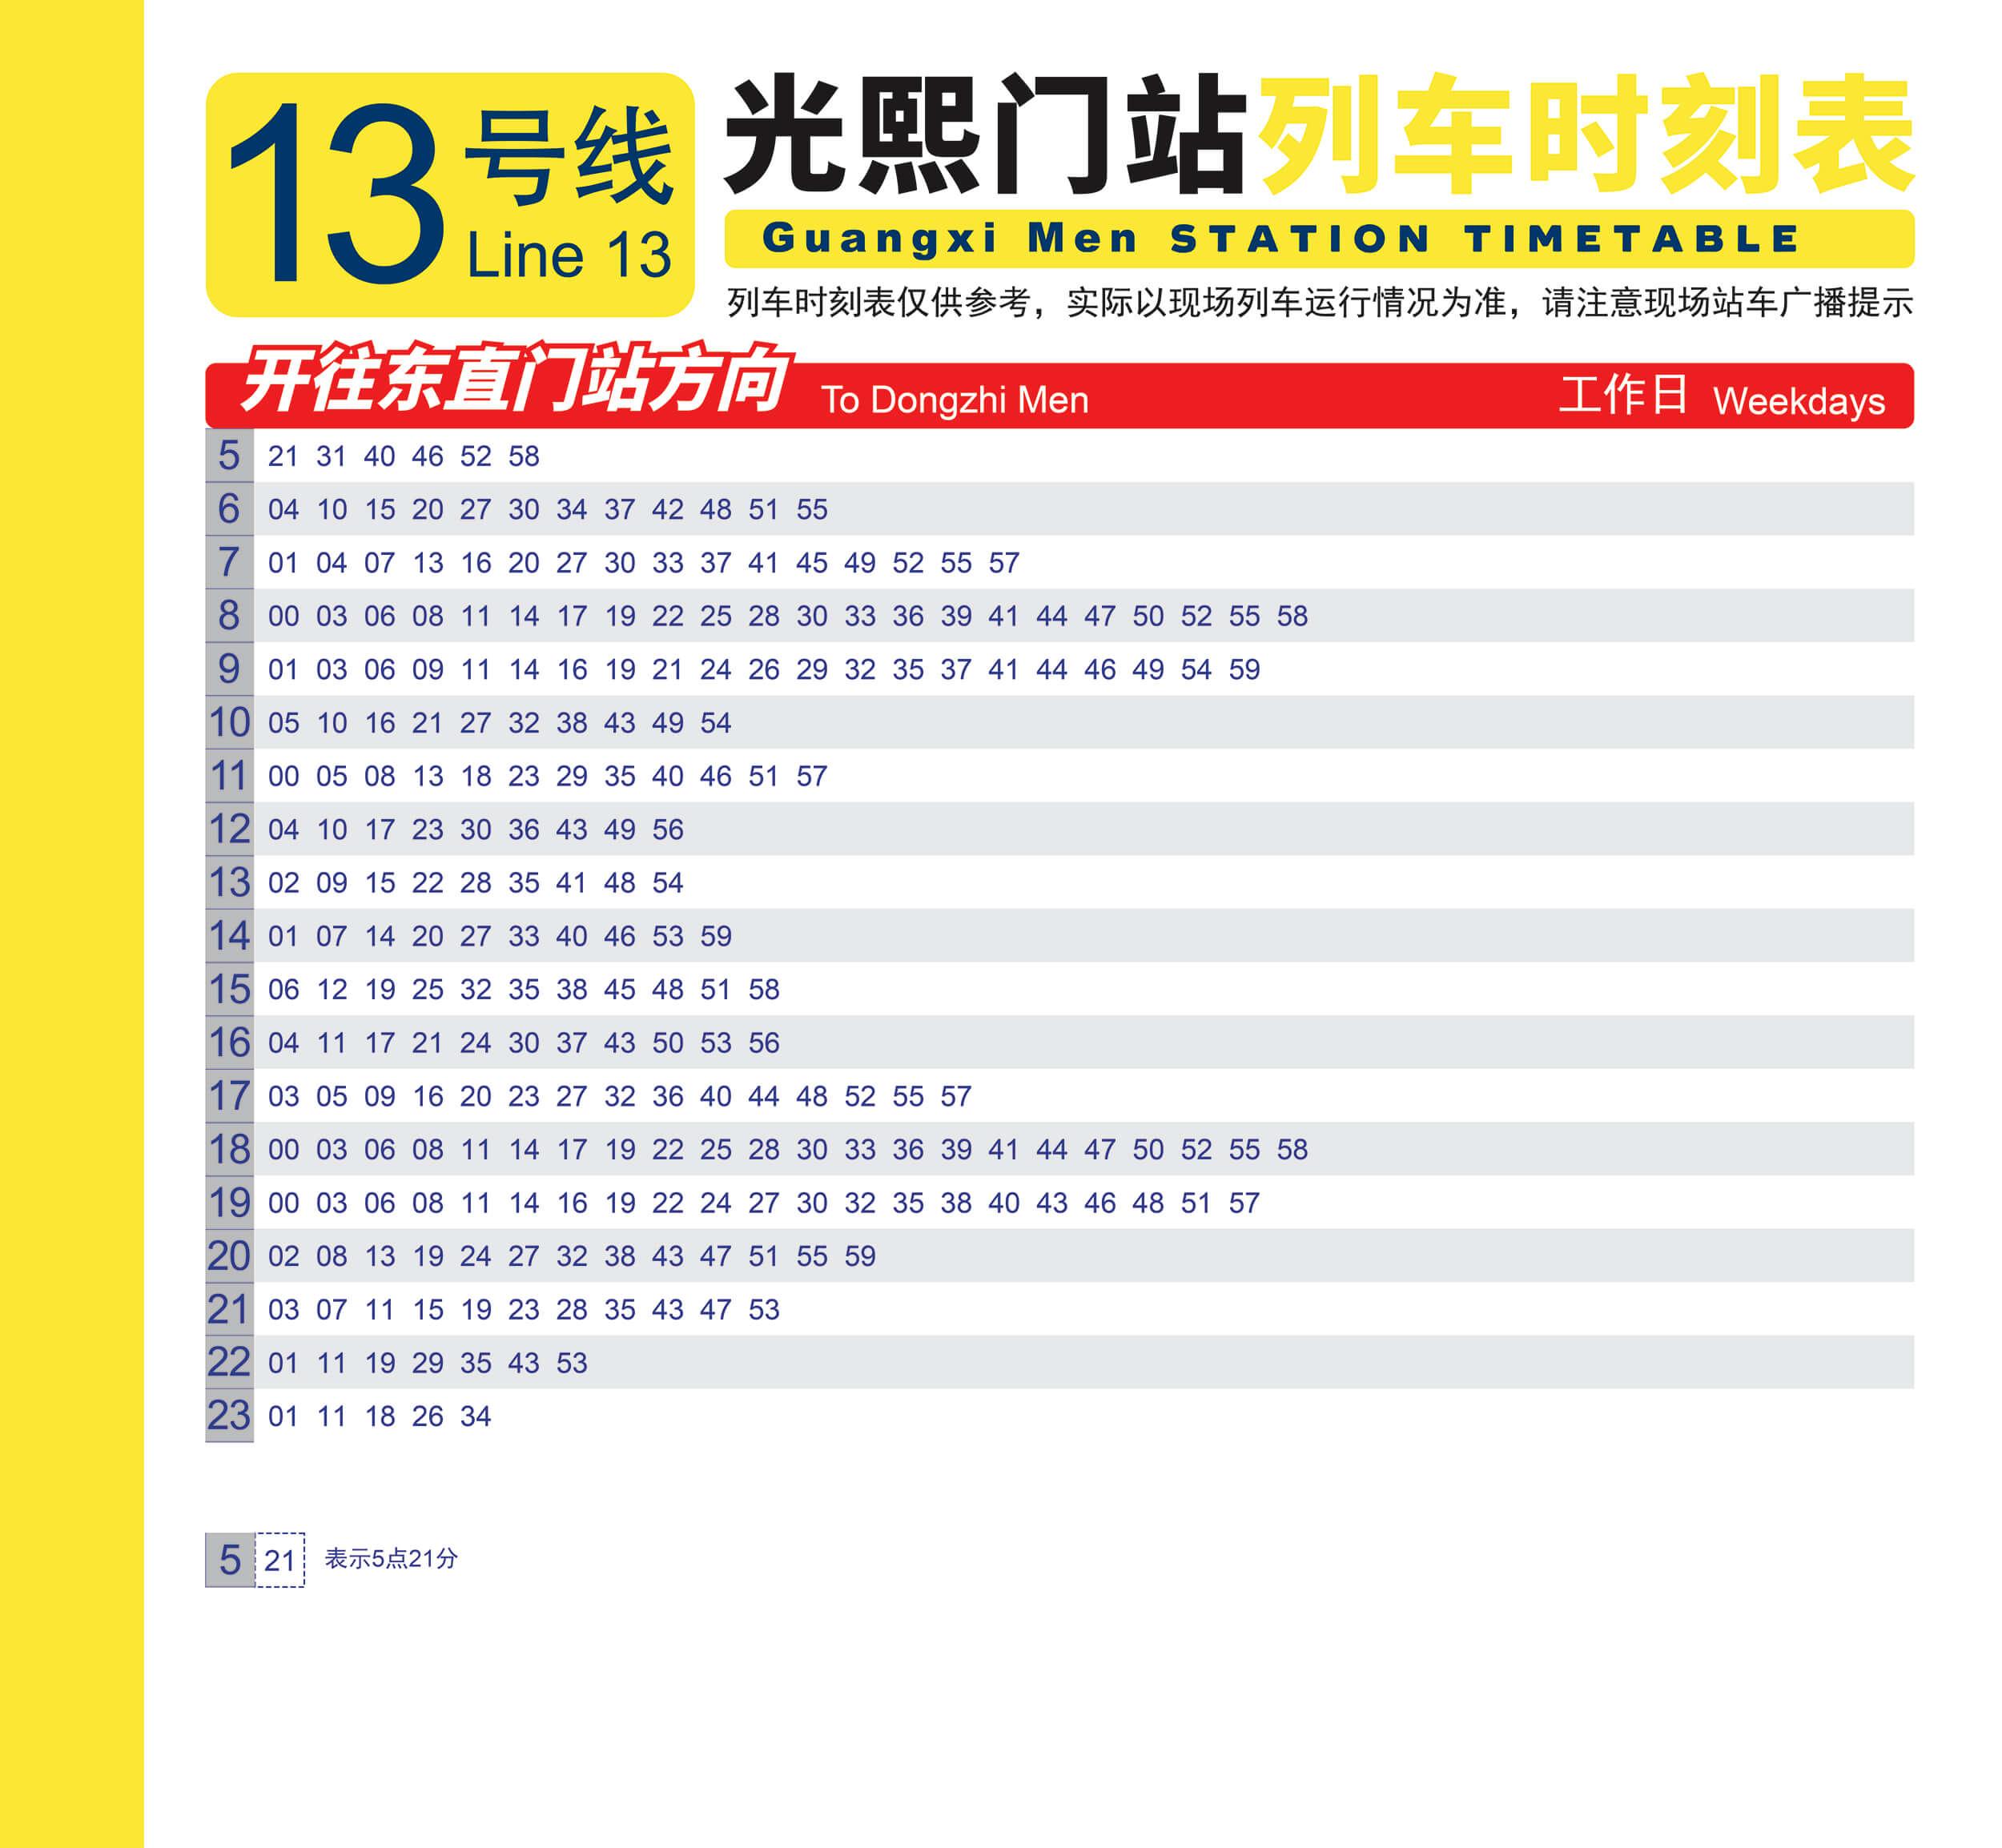 13号线
Line 13
光熙门站列车时刻表
Guangxi Men STATION TIMETABLE
列车时刻表仅供参考，实际以现场列车运行情况为准，请注意现场站车广播提示
开往东直门站方向 To Dongzhi Men 工作日 Weekdays
5 21 31 40 46 52 58
6 04 10 15 20 27 30 34 37 42 48 51 55
7 01 04 07 13 16 20 27 30 33 37 41 45 49 52 55 57
8 00 03 06 08 11 14 17 19 22 25 28 30 33 36 39 41 44 47 50 52 55 58
9 01 03 06 09 11 14 16 19 21 24 26 29 32 35 37 41 44 46 49 54 59
10 05 10 16 21 27 32 38 43 49 54
11 00 05 08 13 18 23 29 35 40 46 51 57
12 04 10 17 23 30 36 43 49 56
13 02 09 15 22 28 35 41 48 54
14 01 07 14 20 27 33 40 46 53 59
15 06 12 19 25 32 35 38 45 48 51 58
16 04 11 17 21 24 30 37 43 50 53 56
17 03 05 09 16 20 23 27 32 36 40 44 48 52 55 57
18 00 03 06 08 11 14 17 19 22 25 28 30 33 36 39 41 44 47 50 52 55 58
19 00 03 06 08 11 14 16 19 22 24 27 30 32 35 38 40 43 46 48 51 57
20 02 08 13 19 24 27 32 38 43 47 51 55 59
21 03 07 11 15 19 23 28 35 43 47 53
22 01 11 19 29 35 43 53
23 01 11 18 26 34
5 21 表示5点21分